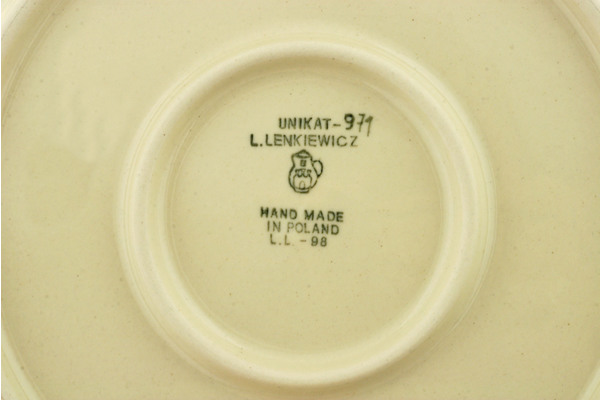 UNIKAT-971
L.LENKIEWICZ
HAND MADE
IN POLAND
L.L.-98